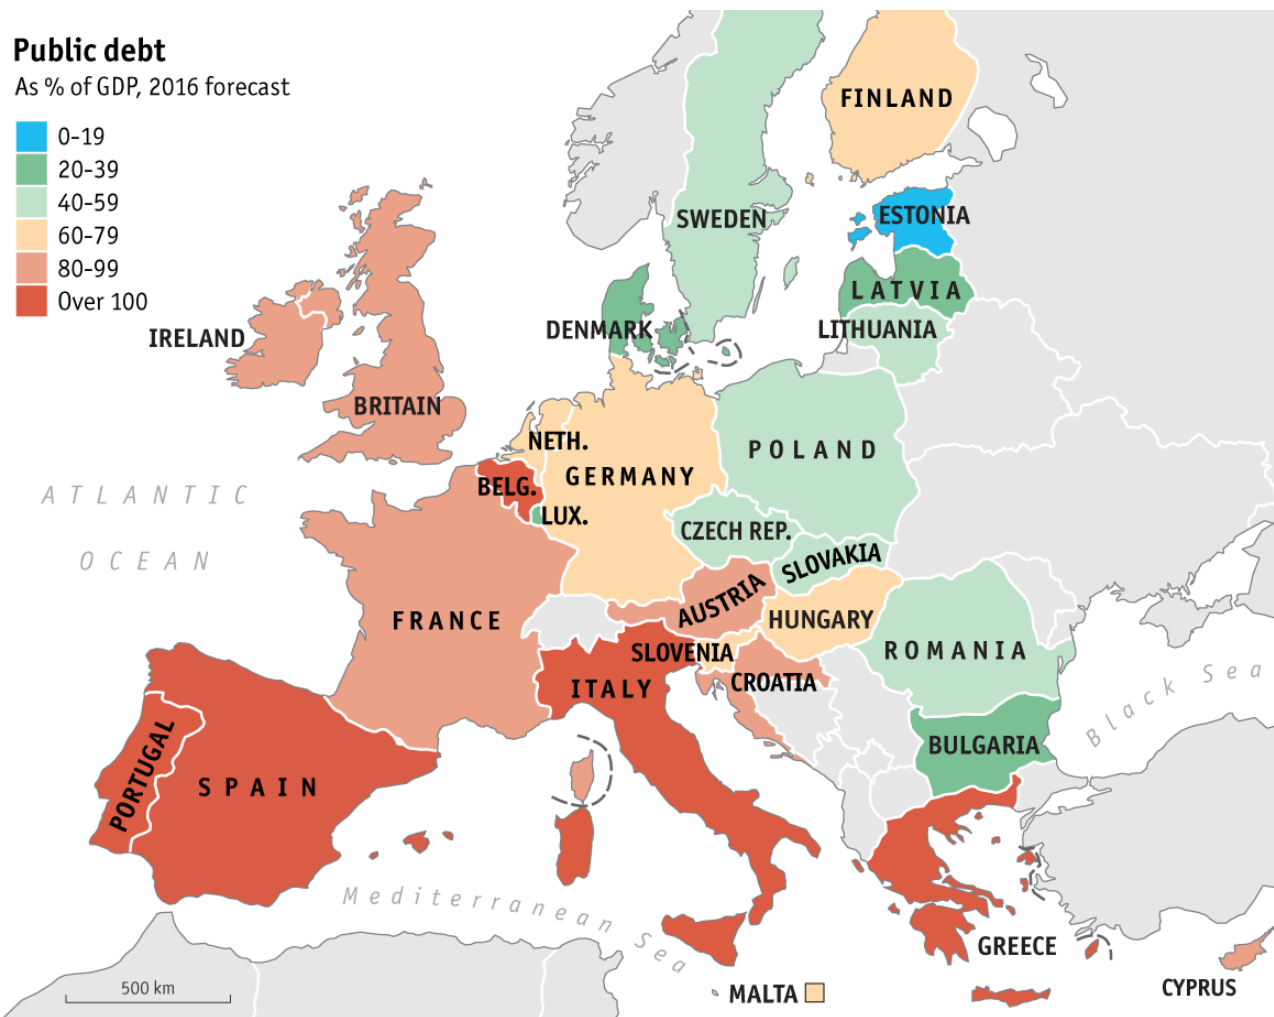 Public debt
As % of GDP, 2016 forecast
0-19
20-39
40-59
60-79
80-99
Over 100
FINLAND
SWEDEN
ESTONIA
LATVIA
DENMARK
LITHUANIA
IRELAND
BRITAIN
NETH.
POLAND
GERMANY
BELG.
ATLANTIC
OCEAN
LUX.
CZECH REP.
SLOVAKIA
AUSTRIA
FRANCE
HUNGARY
SLOVENIA
ROMANIA
ITALY
CROATIA
Black Sea
BULGARIA
PORTUGAL
SPAIN
Mediterranean Sea
GREECE
500 km
MALTA
CYPRUS